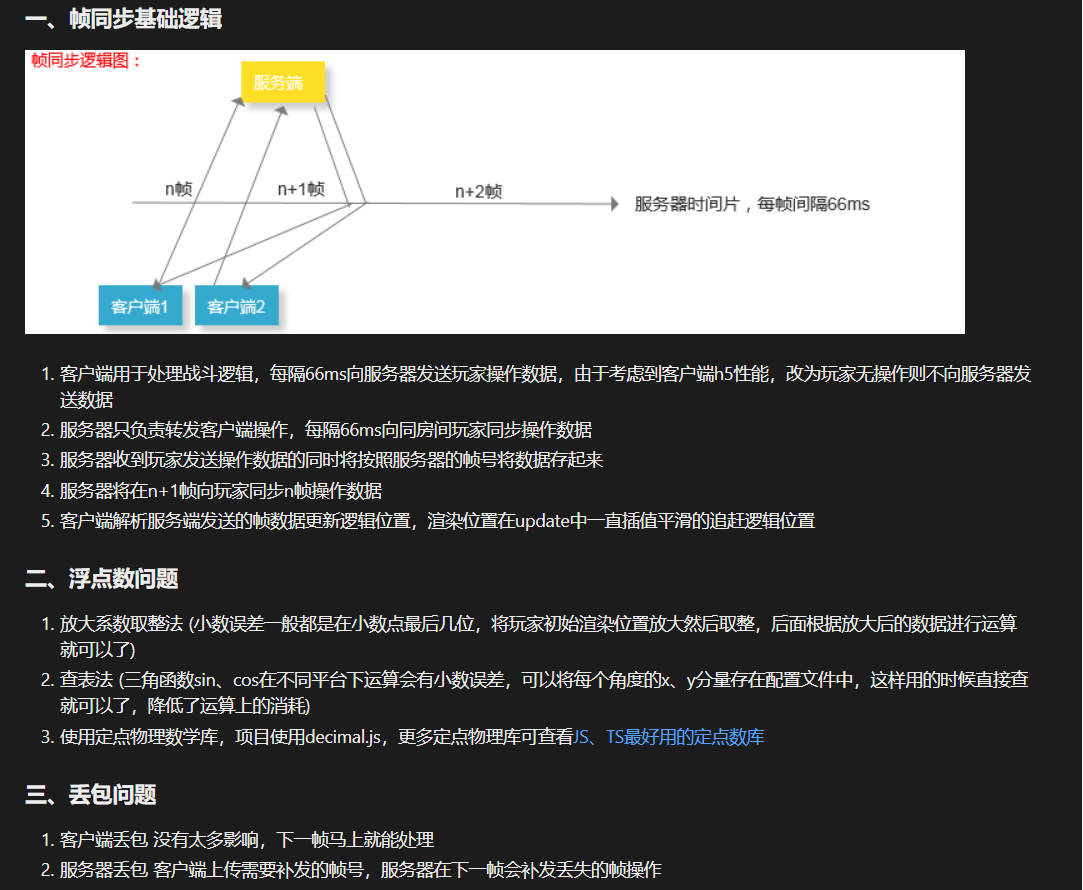 一、帧同步基础逻辑
帧同步逻辑图：
服务端
n帧
n+1帧
n+2帧
服务器时间片，每帧间隔66ms
客户端1
客户端2
1. 客户端用于处理战斗逻辑，每隔66ms向服务器发送玩家操作数据，由于考虑到客户端h5性能，改为玩家无操作则不向服务器发
送数据
2. 服务器只负责转发客户端操作，每隔66ms向同房间玩家同步操作数据
3. 服务器收到玩家发送操作数据的同时将按照服务器的帧号将数据存起来
4. 服务器将在n+1帧向玩家同步n帧操作数据
5. 客户端解析服务端发送的帧数据更新逻辑位置，渲染位置在update中一直插值平滑的追赶逻辑位置
二、浮点数问题
1. 放大系数取整法 (小数误差一般都是在小数点最后几位，将玩家初始渲染位置放大然后取整，后面根据放大后的数据进行运算
就可以了)
2. 查表法 (三角函数sin、cos在不同平台下运算会有小数误差，可以将每个角度的x、y分量存在配置文件中，这样用的时候直接查
就可以了，降低了运算上的消耗)
3. 使用定点物理数学库，项目使用decimal.js，更多定点物理库可查看JS、TS最好用的定点数库
三、丢包问题
1. 客户端丢包 没有太多影响，下一帧马上就能处理
2. 服务器丢包 客户端上传需要补发的帧号，服务器在下一帧会补发丢失的帧操作